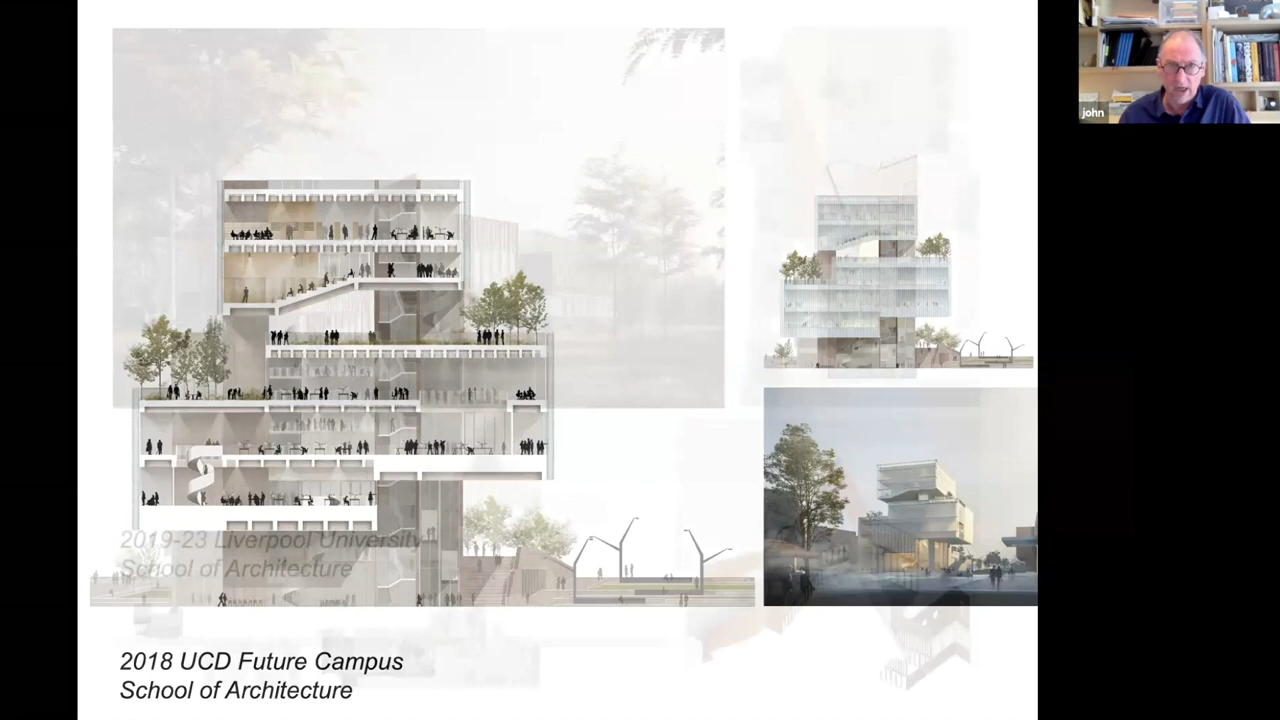 john
2019-23 Liverpool University
School of Architecture
2018 UCD Future Campus
School of Architecture